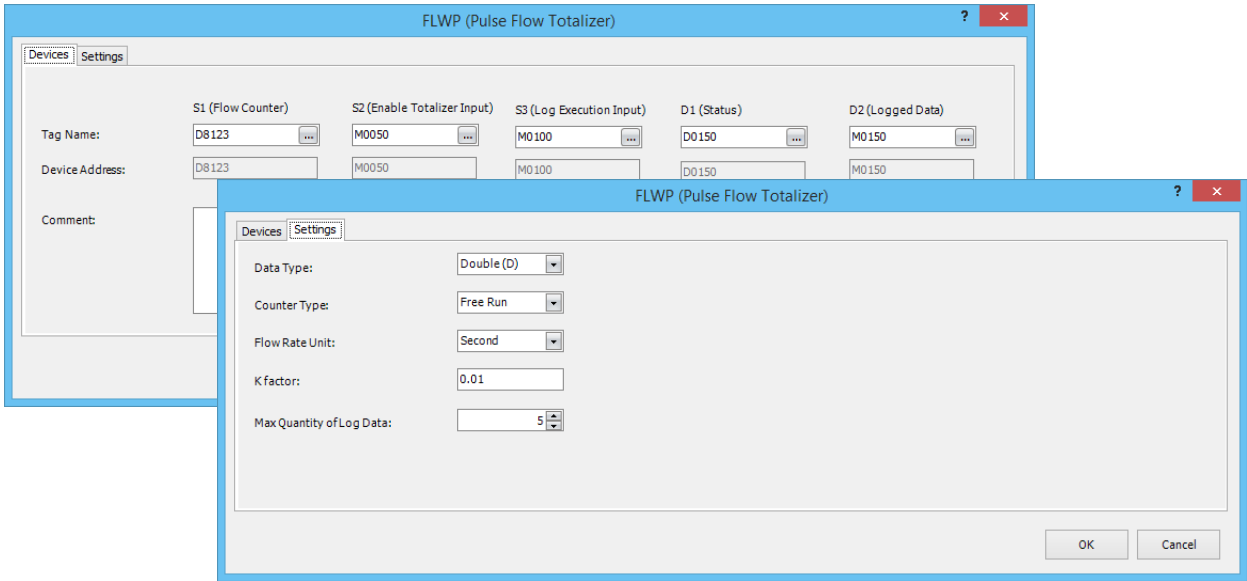 FLWP (Pulse Flow Totalizer)
?
Devices Settings
S1 (Flow Counter) S2 (Enable Totalizer Input) S3 (Log Execution Input) D1 (Status) D2 (Logged Data)
Tag Name: D8123 ... M0050 ... M0100 ... D0150 ... M0150 ...
Device Address: D8123 M0050 M0100 D0150 M0150
Comment:
FLWP (Pulse Flow Totalizer)
?
Devices Settings
Data Type: Double (D)
Counter Type: Free Run
Flow Rate Unit: Second
K factor: 0.01
Max Quantity of Log Data: 5
OK Cancel